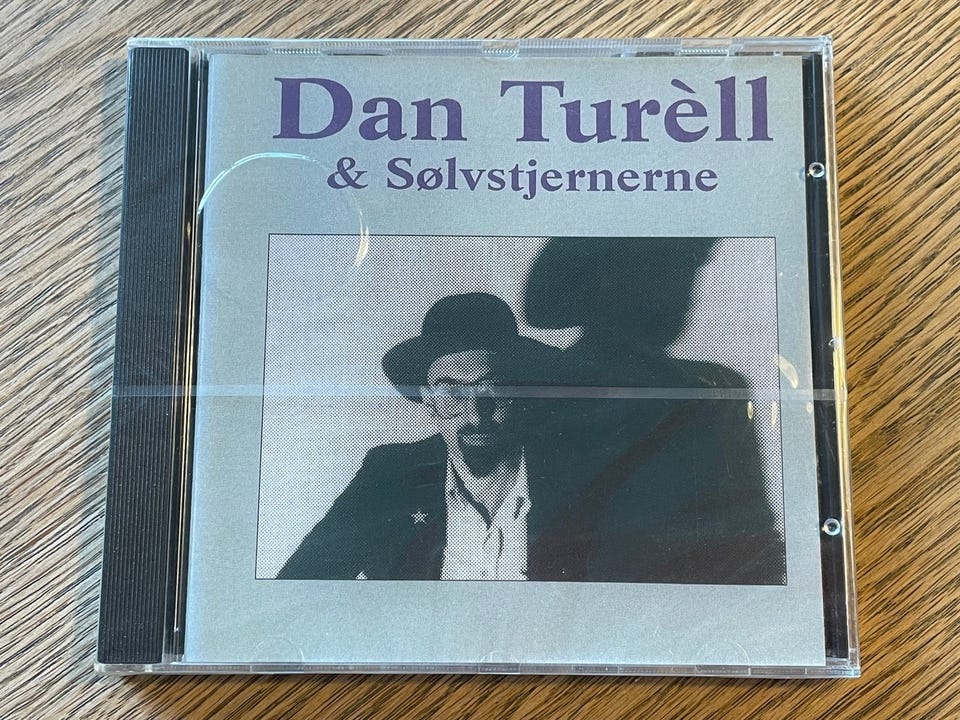 Dan Turèll
& Sølvstjernerne